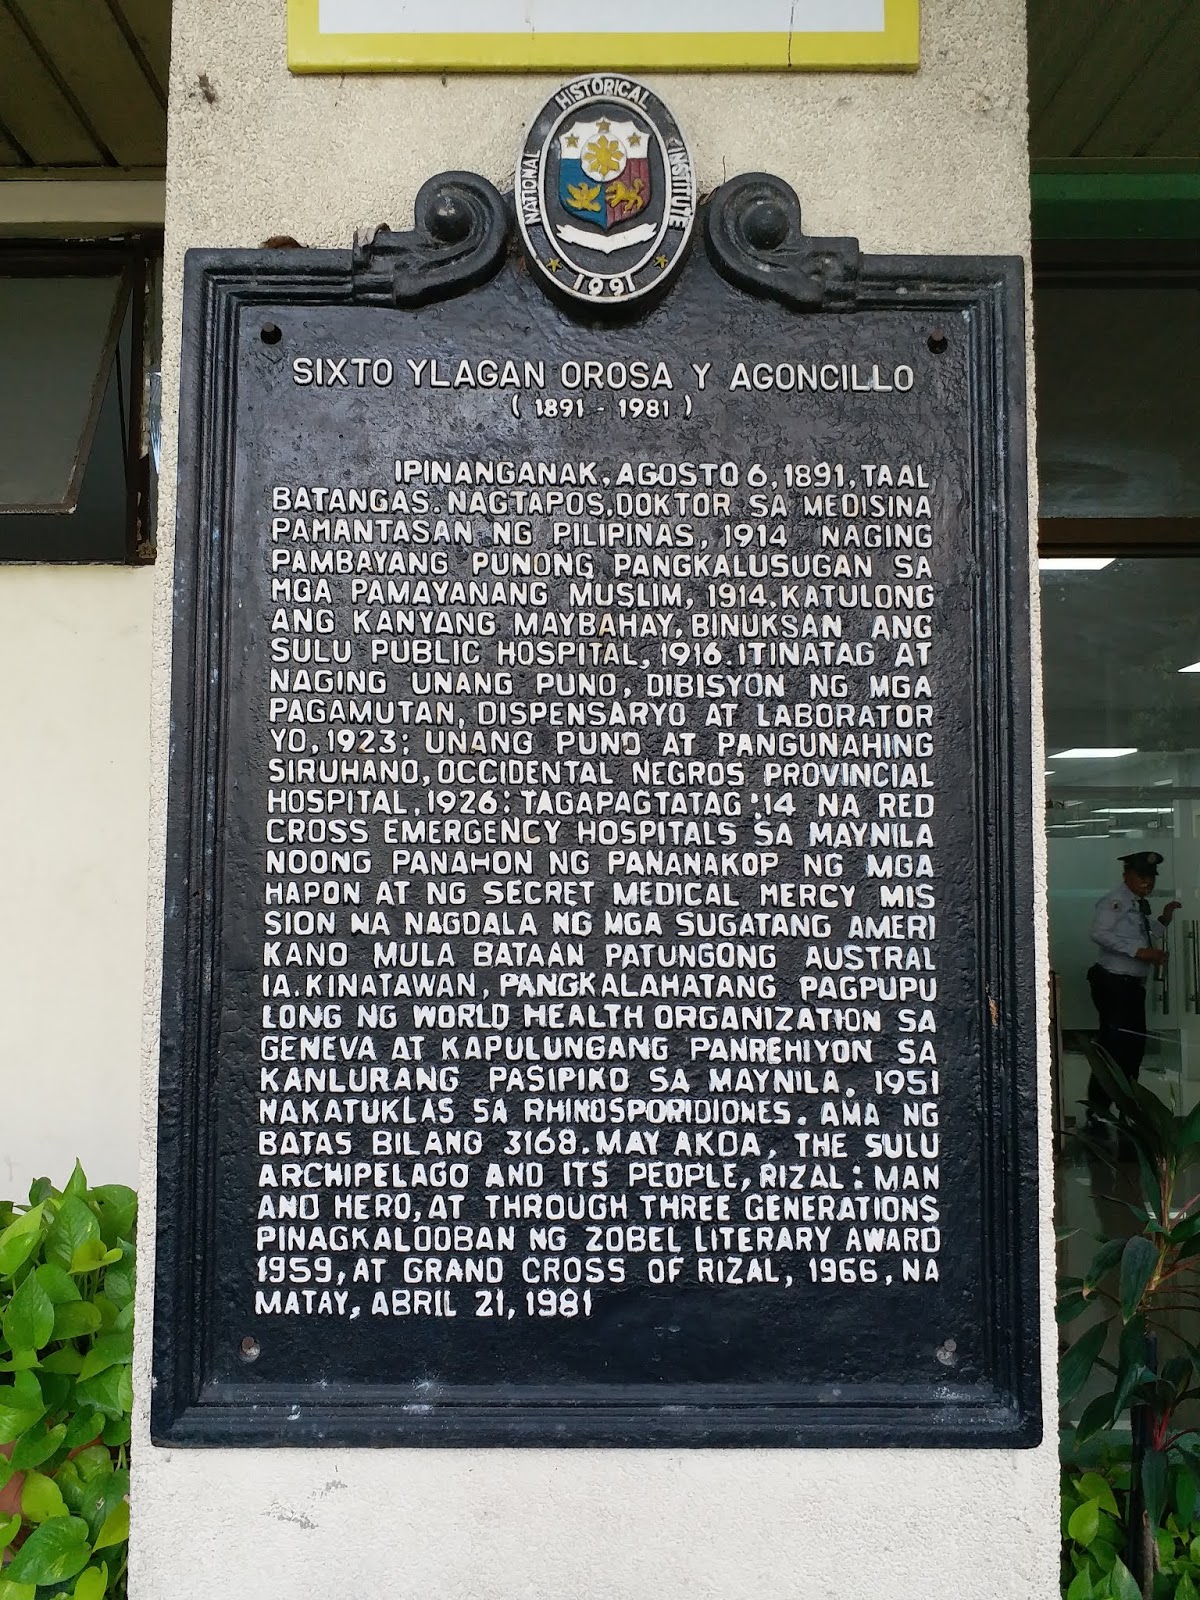 NATIONAL HISTORICAL INSTITUTE
1991
SIXTO YLAGAN OROSA Y AGONCILLO
( 1891 - 1981 )
IPINANGANAK, AGOSTO 6, 1891, TAAL
BATANGAS. NAGTAPOS, DOKTOR SA MEDISINA
PAMANTASAN NG PILIPINAS, 1914 NAGING
PAMBAYANG PUNONG PANGKALUSUGAN SA
MGA PAMAYANANG MUSLIM, 1914. KATULONG
ANG KANYANG MAYBAHAY, BINUKSAN ANG
SULU PUBLIC HOSPITAL, 1916. ITINATAG AT
NAGING UNANG PUNO, DIBISYON NG MGA
PAGAMUTAN, DISPENSARYO AT LABORATOR
YO, 1923; UNANG PUNO AT PANGUNAHING
SIRUHANO, OCCIDENTAL NEGROS PROVINCIAL
HOSPITAL, 1926: TAGAPAGTATAG :14 NA RED
CROSS EMERGENCY HOSPITALS SA MAYNILA
NOONG PANAHON NG PANANAKOP NG MGA
HAPON AT NG SECRET MEDICAL MERCY MIS
SION NA NAGDALA NG MGA SUGATANG AMERI
KANO MULA BATAAN PATUNGONG AUSTRAL
IA. KINATAWAN, PANGKALAHATANG PAGPUPU
LONG NG WORLD HEALTH ORGANIZATION SA
GENEVA AT KAPULUNGANG PANREHIYON SA
KANLURANG PASIPIKO SA MAYNILA, 1951
NAKATUKLAS SA RHINOSPORIDIONES. AMA NG
BATAS BILANG 3168. MAY AKDA, THE SULU
ARCHIPELAGO AND ITS PEOPLE, RIZAL: MAN
AND HERO, AT THROUGH THREE GENERATIONS
PINAGKALOOBAN NG ZOBEL LITERARY AWARD
1959, AT GRAND CROSS OF RIZAL, 1966, NA
MATAY, ABRIL 21, 1981